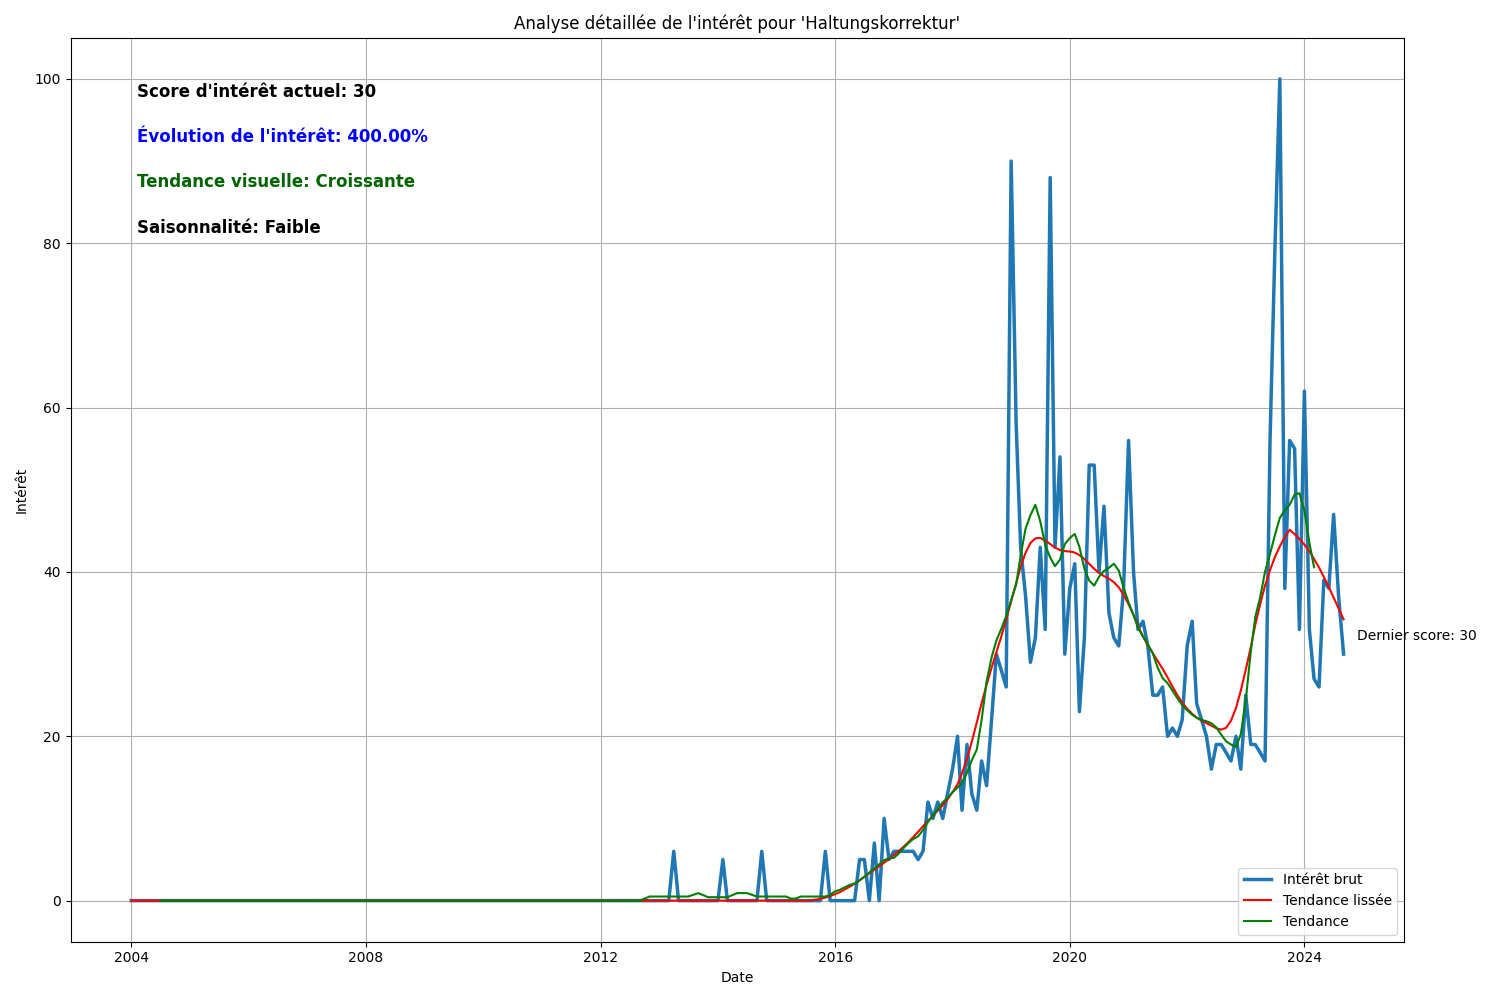 Analyse détaillée de l'intérêt pour 'Haltungskorrektur'
Score d'intérêt actuel: 30
Évolution de l'intérêt: 400.00%
Tendance visuelle: Croissante
Saisonnalité: Faible
100
80
60
40
20
0
Intérêt
Dernier score: 30
Intérêt brut
Tendance lissée
Tendance
2004 2008 2012 2016 2020 2024
Date